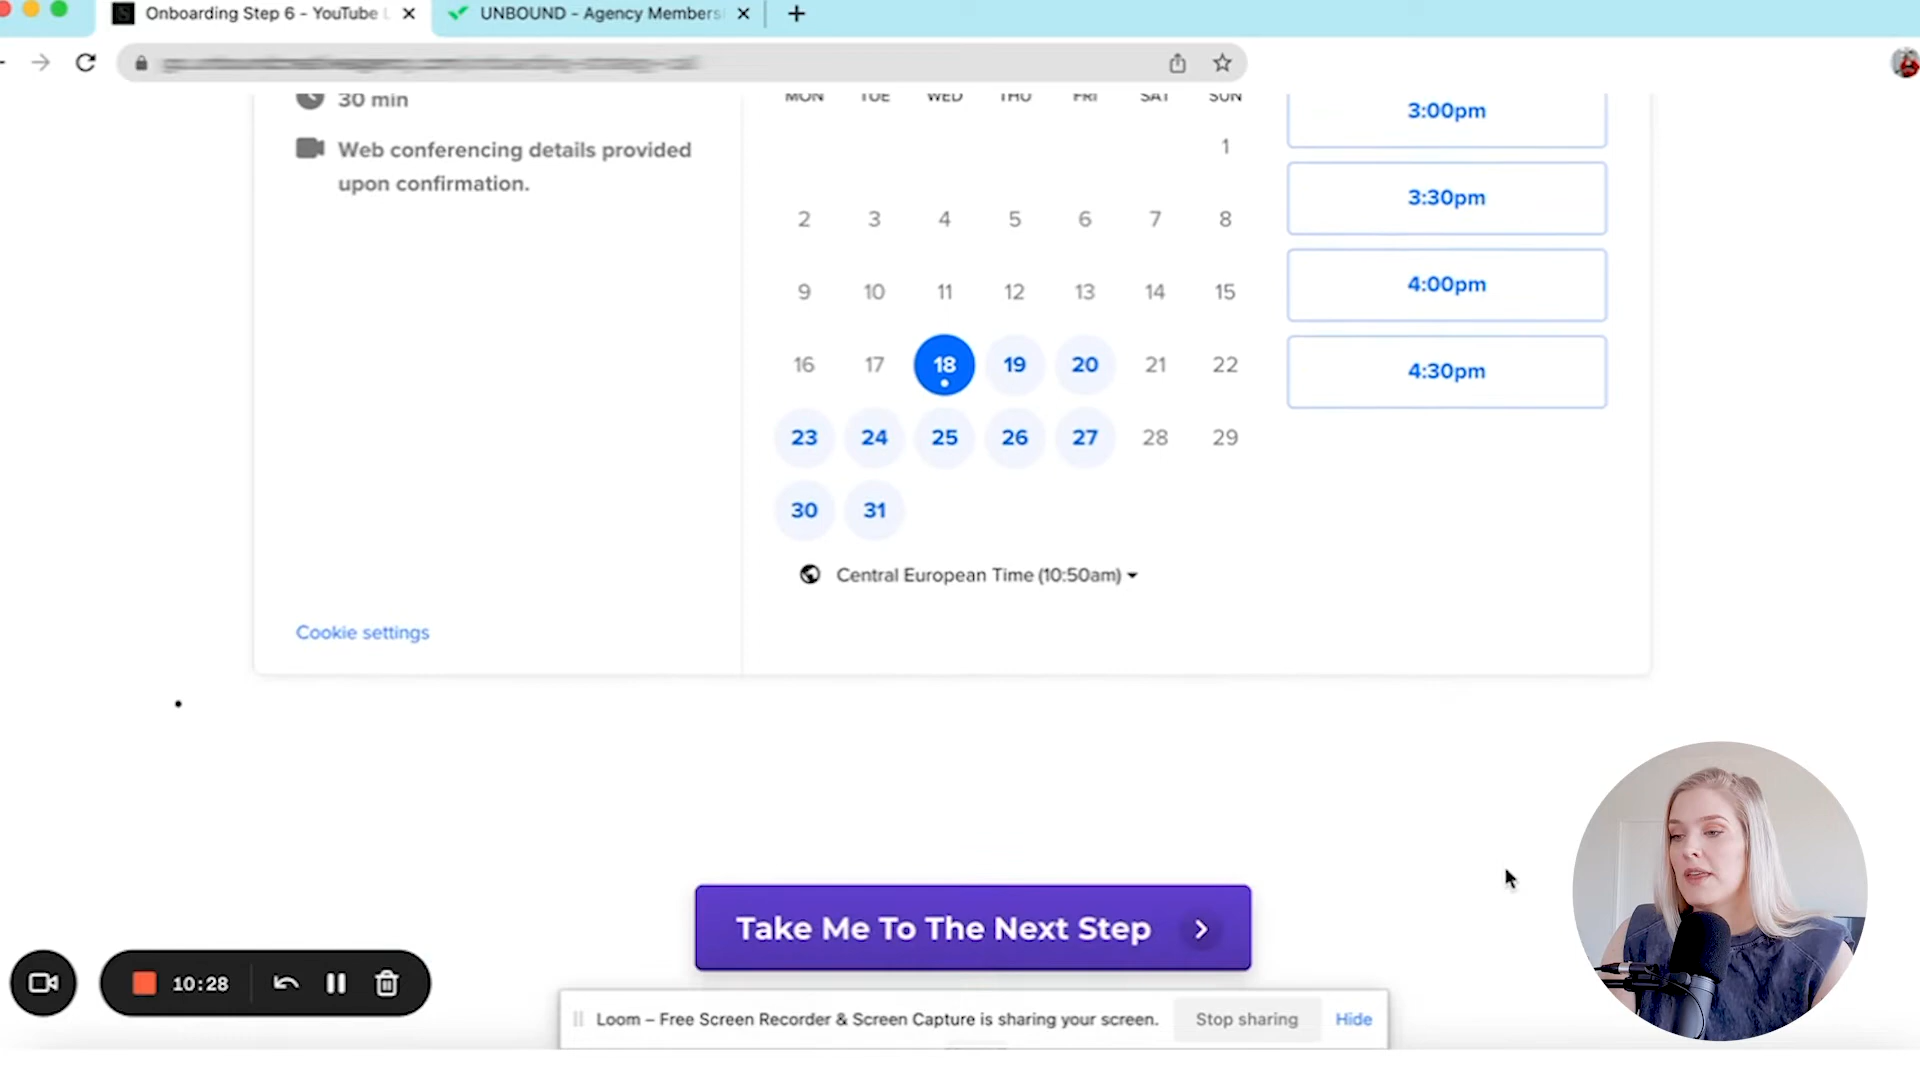 Onboarding Step 6 - YouTube L
UNBOUND - Agency Members
30 min
Web conferencing details provided
upon confirmation.
MON TUE WED THU FRI SAT SUN
1
2 3 4 5 6 7 8
9 10 11 12 13 14 15
16 17 18 19 20 21 22
23 24 25 26 27 28 29
30 31
Central European Time (10:50am)
3:00pm
3:30pm
4:00pm
4:30pm
Cookie settings
Take Me To The Next Step
10:28
Loom – Free Screen Recorder & Screen Capture is sharing your screen. Stop sharing Hide